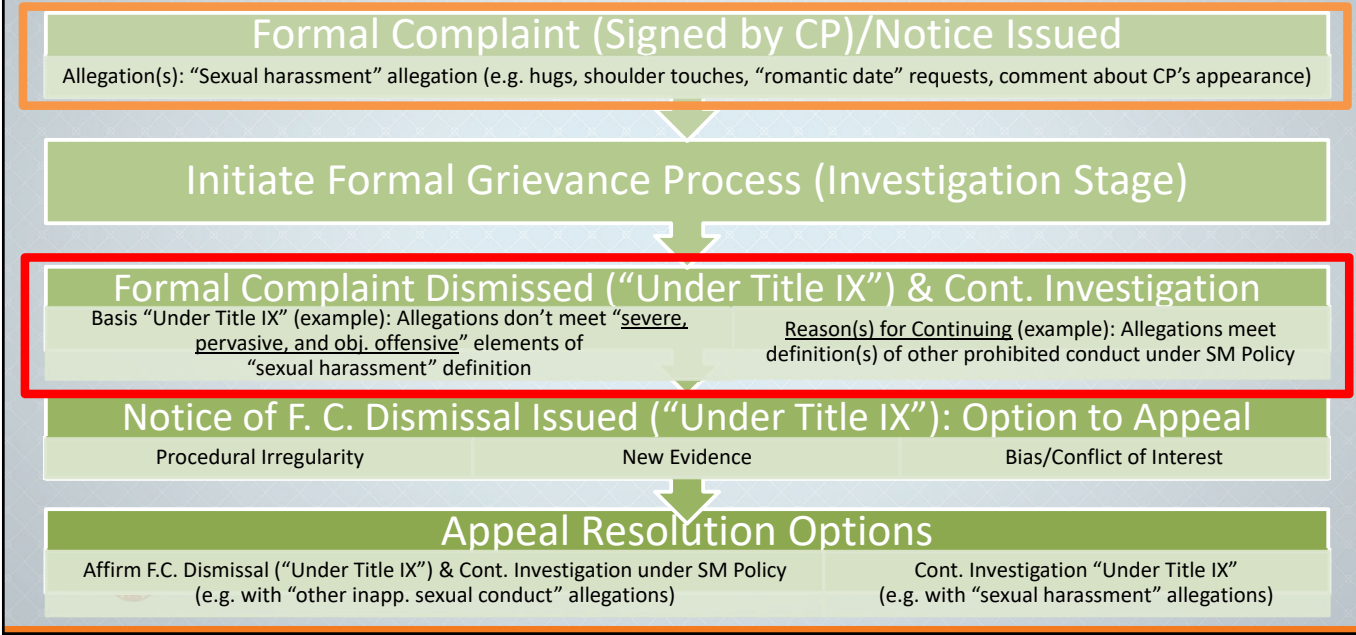 Formal Complaint (Signed by CP)/Notice Issued
Allegation(s): “Sexual harassment” allegation (e.g. hugs, shoulder touches, “romantic date” requests, comment about CP’s appearance)
Initiate Formal Grievance Process (Investigation Stage)
Formal Complaint Dismissed (“Under Title IX”) & Cont. Investigation
Basis “Under Title IX” (example): Allegations don’t meet “severe,
pervasive, and obj. offensive” elements of
“sexual harassment” definition
Reason(s) for Continuing (example): Allegations meet
definition(s) of other prohibited conduct under SM Policy
Notice of F. C. Dismissal Issued (“Under Title IX”): Option to Appeal
Procedural Irregularity
New Evidence
Bias/Conflict of Interest
Appeal Resolution Options
Affirm F.C. Dismissal (“Under Title IX”) & Cont. Investigation under SM Policy
(e.g. with “other inapp. sexual conduct” allegations)
Cont. Investigation “Under Title IX”
(e.g. with “sexual harassment” allegations)